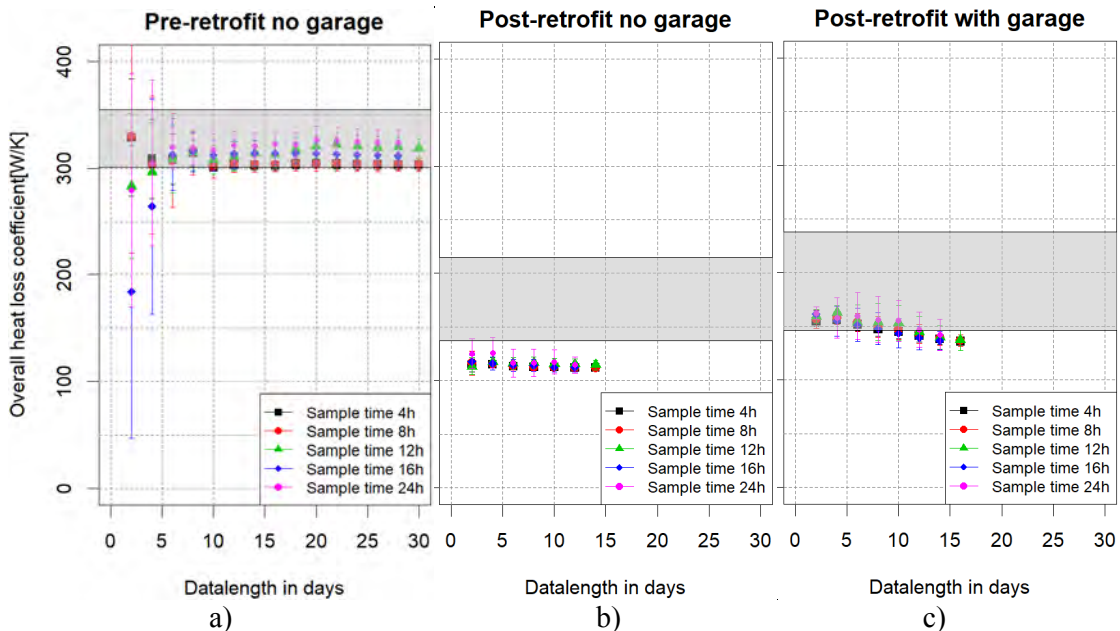 Pre-retrofit no garage
Post-retrofit no garage
Post-retrofit with garage
Overall heat loss coefficient[W/K]
400
300
200
100
0
Sample time 4h
Sample time 8h
Sample time 12h
Sample time 16h
Sample time 24h
Sample time 4h
Sample time 8h
Sample time 12h
Sample time 16h
Sample time 24h
Sample time 4h
Sample time 8h
Sample time 12h
Sample time 16h
Sample time 24h
0 5 10 15 20 25 30
0 5 10 15 20 25 30
0 5 10 15 20 25 30
Datalength in days
Datalength in days
Datalength in days
a)
b)
c)